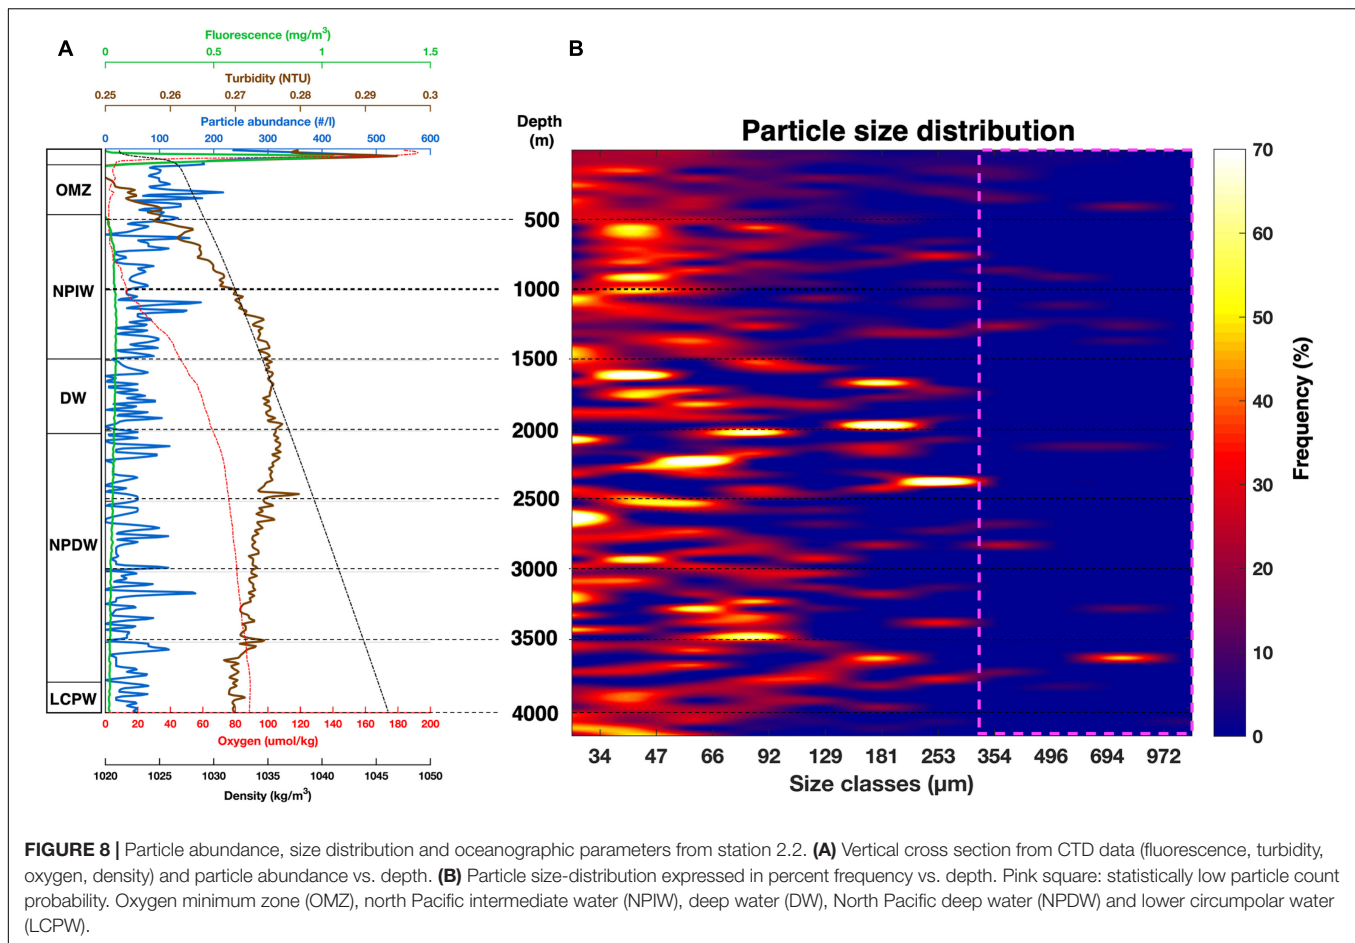 A
Fluorescence (mg/m³)
0 0.5 1 1.5
Turbidity (NTU)
0.25 0.26 0.27 0.28 0.29 0.3
Particle abundance (#/l)
0 100 200 300 400 500 600
OMZ
NPIW
DW
NPDW
LCPW
0 20 40 60 80 100 120 140 160 180 200
Oxygen (umol/kg)
1020 1025 1030 1035 1040 1045 1050
Density (kg/m³)
B
Depth
(m)
500
1000
1500
2000
2500
3000
3500
4000
Particle size distribution
34 47 66 92 129 181 253 354 496 694 972
Size classes (µm)
70
60
50
40
30
20
10
0
Frequency (%)
FIGURE 8 | Particle abundance, size distribution and oceanographic parameters from station 2.2. (A) Vertical cross section from CTD data (fluorescence, turbidity,
oxygen, density) and particle abundance vs. depth. (B) Particle size-distribution expressed in percent frequency vs. depth. Pink square: statistically low particle count
probability. Oxygen minimum zone (OMZ), north Pacific intermediate water (NPIW), deep water (DW), North Pacific deep water (NPDW) and lower circumpolar water
(LCPW).